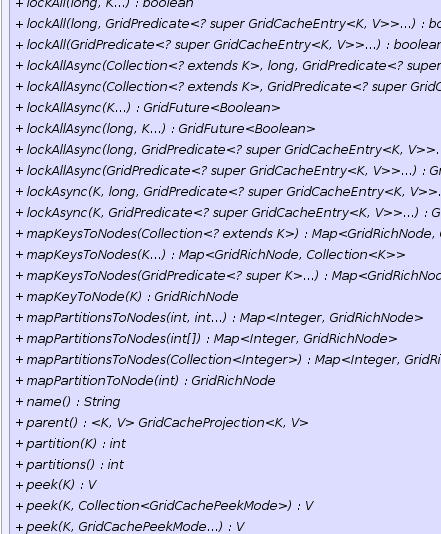 + lockAll(long, K...) : boolean
+ lockAll(long, GridPredicate<? super GridCacheEntry<K, V>>...) : bo
+ lockAll(GridPredicate<? super GridCacheEntry<K, V>>...) : boolear
+ lockAllAsync(Collection<? extends K>, long, GridPredicate<? super
+ lockAllAsync(Collection<? extends K>, GridPredicate<? super GridC
+ lockAllAsync(K...) : GridFuture<Boolean>
+ lockAllAsync(long, K...) : GridFuture<Boolean>
+ lockAllAsync(long, GridPredicate<? super GridCacheEntry<K, V>>.
+ lockAllAsync(GridPredicate<? super GridCacheEntry<K, V>>...) : Gr
+ lockAsync(K, long, GridPredicate<? super GridCacheEntry<K, V>>..
+ lockAsync(K, GridPredicate<? super GridCacheEntry<K, V>>...) : G
+ mapKeysToNodes(Collection<? extends K>) : Map<GridRichNode, C
+ mapKeysToNodes(K...) : Map<GridRichNode, Collection<K>>
+ mapKeysToNodes(GridPredicate<? super K>...) : Map<GridRichNod
+ mapKeyToNode(K) : GridRichNode
+ mapPartitionsToNodes(int, int...) : Map<Integer, GridRichNode>
+ mapPartitionsToNodes(int[]) : Map<Integer, GridRichNode>
+ mapPartitionsToNodes(Collection<Integer>) : Map<Integer, GridRi
+ mapPartitionToNode(int) : GridRichNode
+ name() : String
+ parent() : <K, V> GridCacheProjection<K, V>
+ partition(K) : int
+ partitions() : int
+ peek(K) : V
+ peek(K, Collection<GridCachePeekMode>) : V
+ peek(K, GridCachePeekMode...) : V